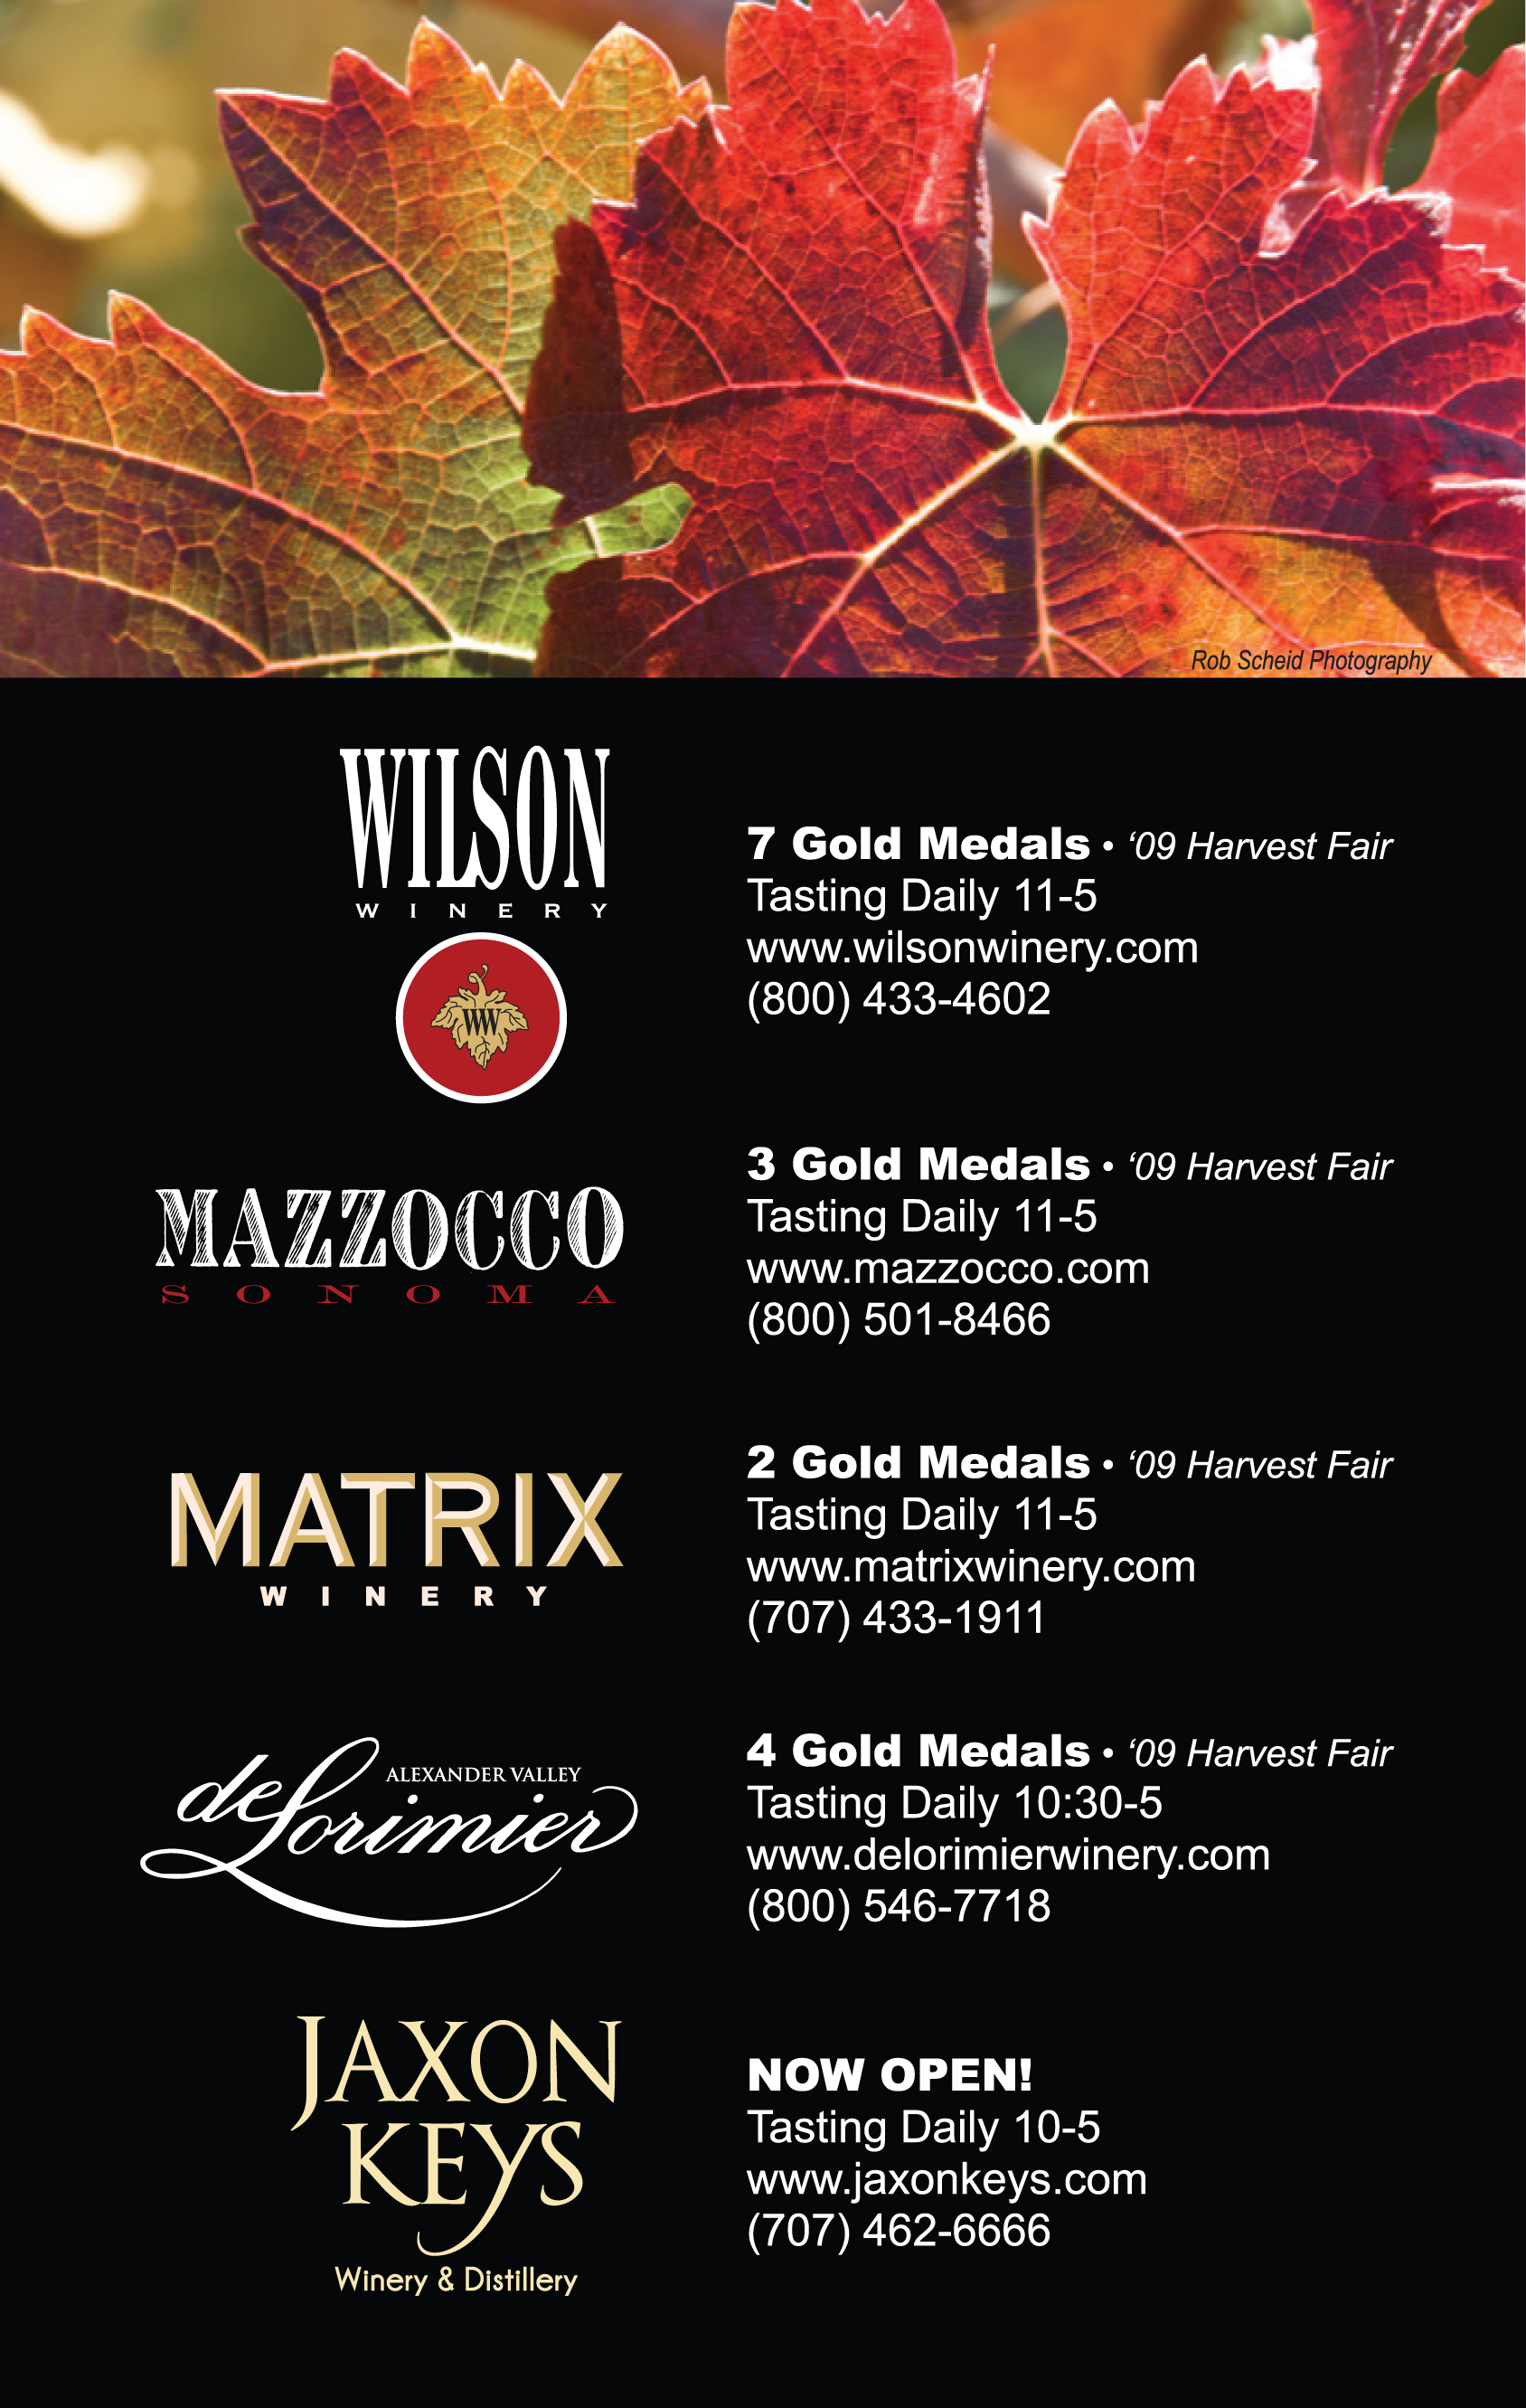 Rob Scheid Photography
WILSON
WINERY
WW
7 Gold Medals • ‘09 Harvest Fair
Tasting Daily 11-5
www.wilsonwinery.com
(800) 433-4602
MAZZOCCO
SONOMA
3 Gold Medals • ‘09 Harvest Fair
Tasting Daily 11-5
www.mazzocco.com
(800) 501-8466
MATRIX
WINERY
2 Gold Medals • ‘09 Harvest Fair
Tasting Daily 11-5
www.matrixwinery.com
(707) 433-1911
ALEXANDER VALLEY
deLorimier
4 Gold Medals • ‘09 Harvest Fair
Tasting Daily 10:30-5
www.delorimierwinery.com
(800) 546-7718
JAXON
KEYS
Winery & Distillery
NOW OPEN!
Tasting Daily 10-5
www.jaxonkeys.com
(707) 462-6666